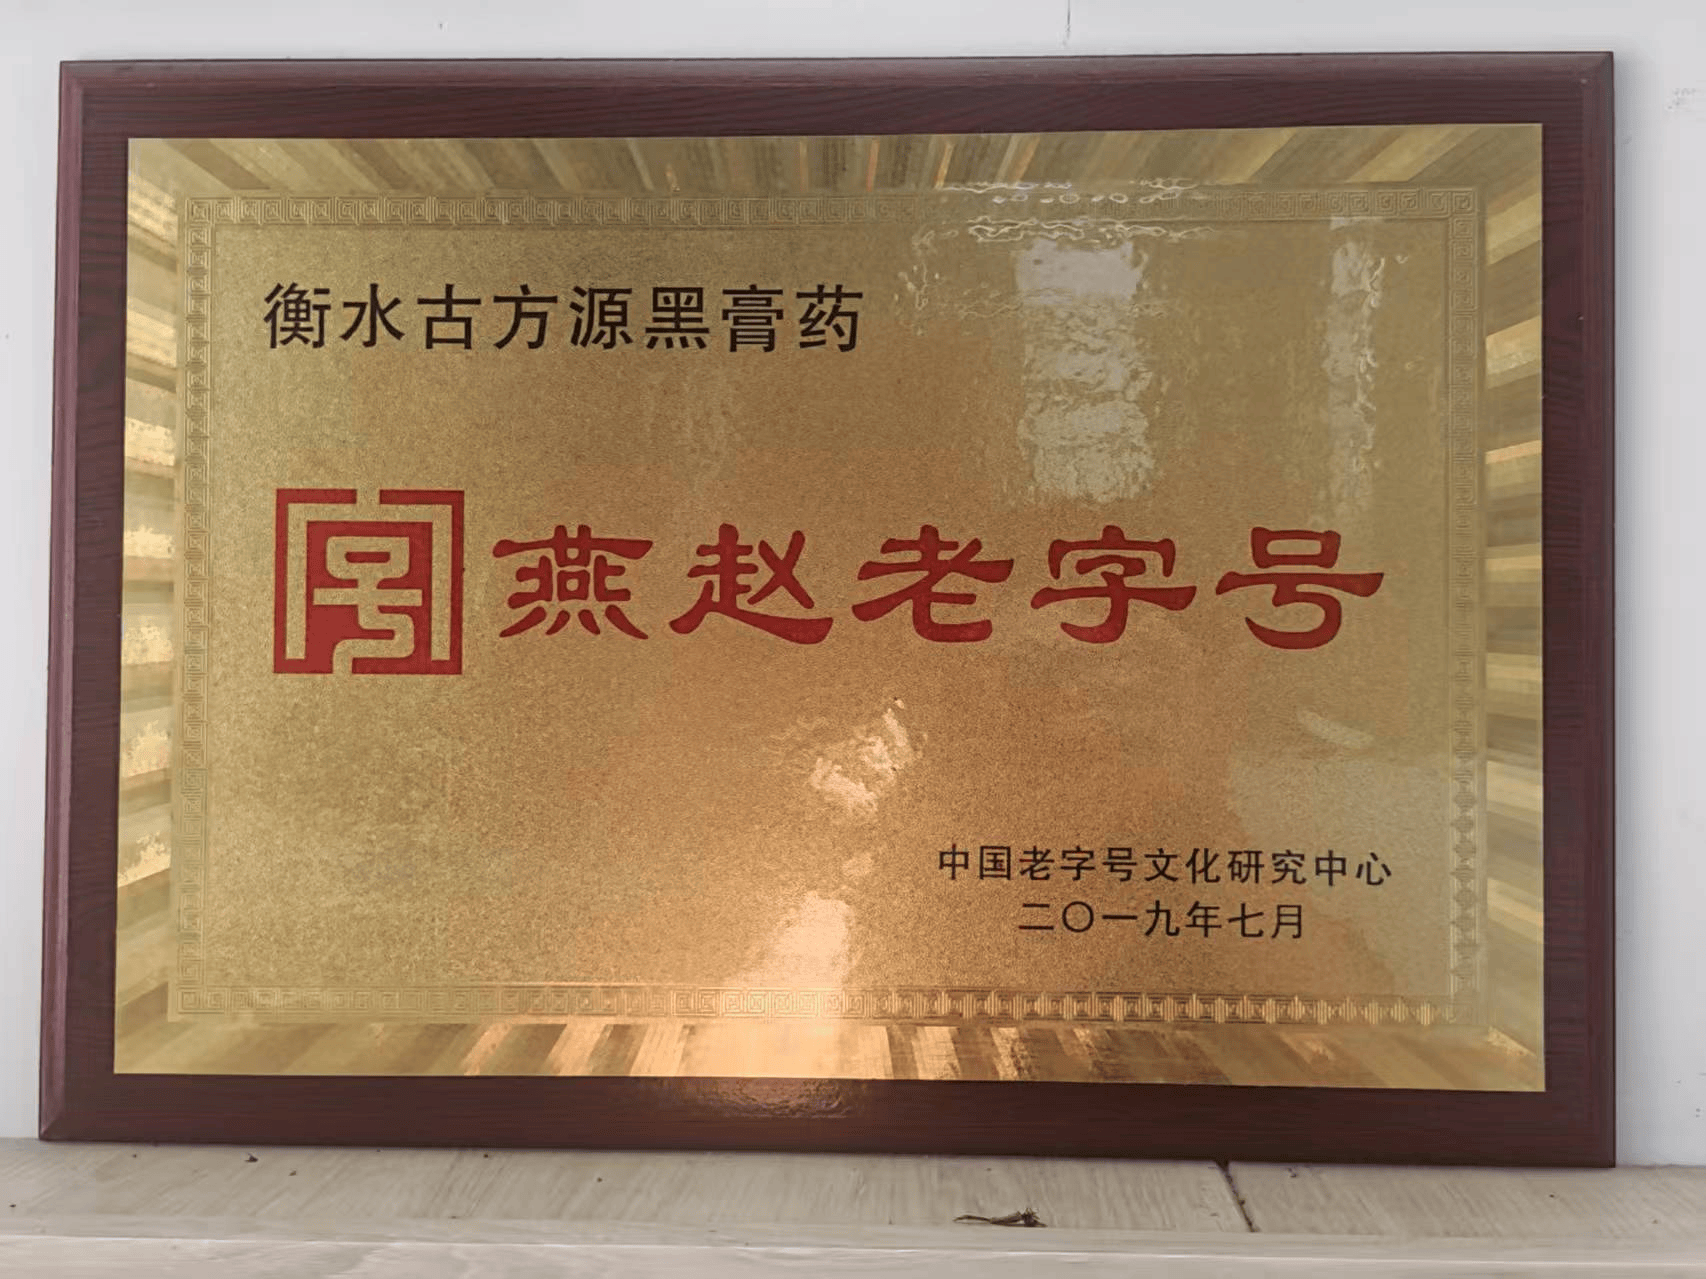 衡水古方源黑膏药
燕赵老字号
中国老字号文化研究中心
二〇一九年七月